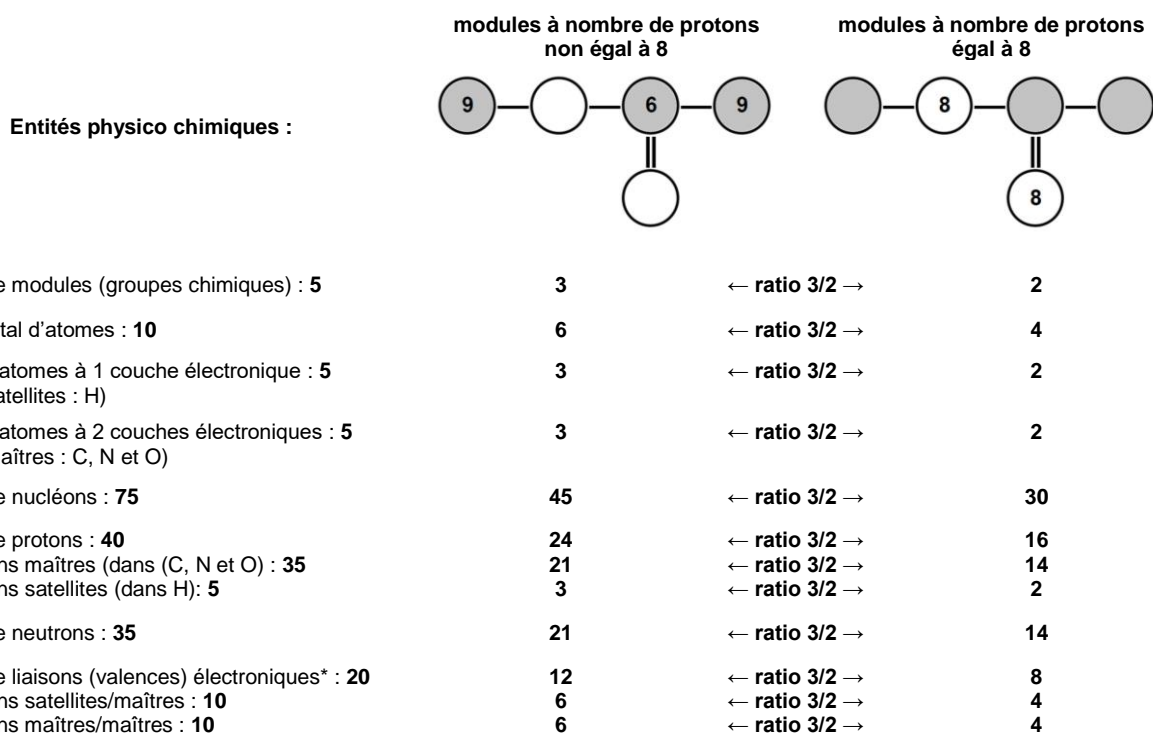 modules à nombre de protons modules à nombre de protons
non égal à 8 égal à 8
9 6 9 8
Entités physico chimiques :
8
e modules (groupes chimiques) : 5 3 ← ratio 3/2 → 2
tal d'atomes : 10 6 ← ratio 3/2 → 4
atomes à 1 couche électronique : 5 3 ← ratio 3/2 → 2
atellites : H)
atomes à 2 couches électroniques : 5 3 ← ratio 3/2 → 2
aîtres : C, N et O)
e nucléons : 75 45 ← ratio 3/2 → 30
e protons : 40 24 ← ratio 3/2 → 16
ns maîtres (dans (C, N et O) : 35 21 ← ratio 3/2 → 14
ns satellites (dans H): 5 3 ← ratio 3/2 → 2
e neutrons : 35 21 ← ratio 3/2 → 14
e liaisons (valences) électroniques* : 20 12 ← ratio 3/2 → 8
ns satellites/maîtres : 10 6 ← ratio 3/2 → 4
ns maîtres/maîtres : 10 6 ← ratio 3/2 → 4